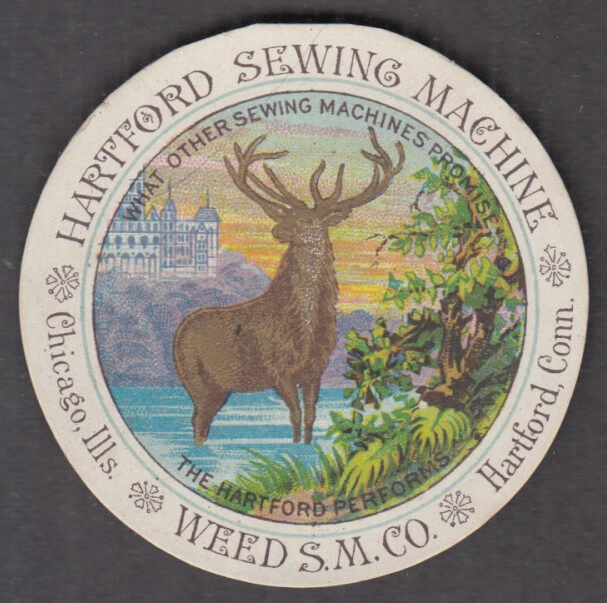 HARTFORD SEWING MACHINE
WHAT OTHER SEWING MACHINES PROMISE
THE HARTFORD PERFORMS.
Chicago, Ills.
WEED S.M.CO.
Hartford, Conn.